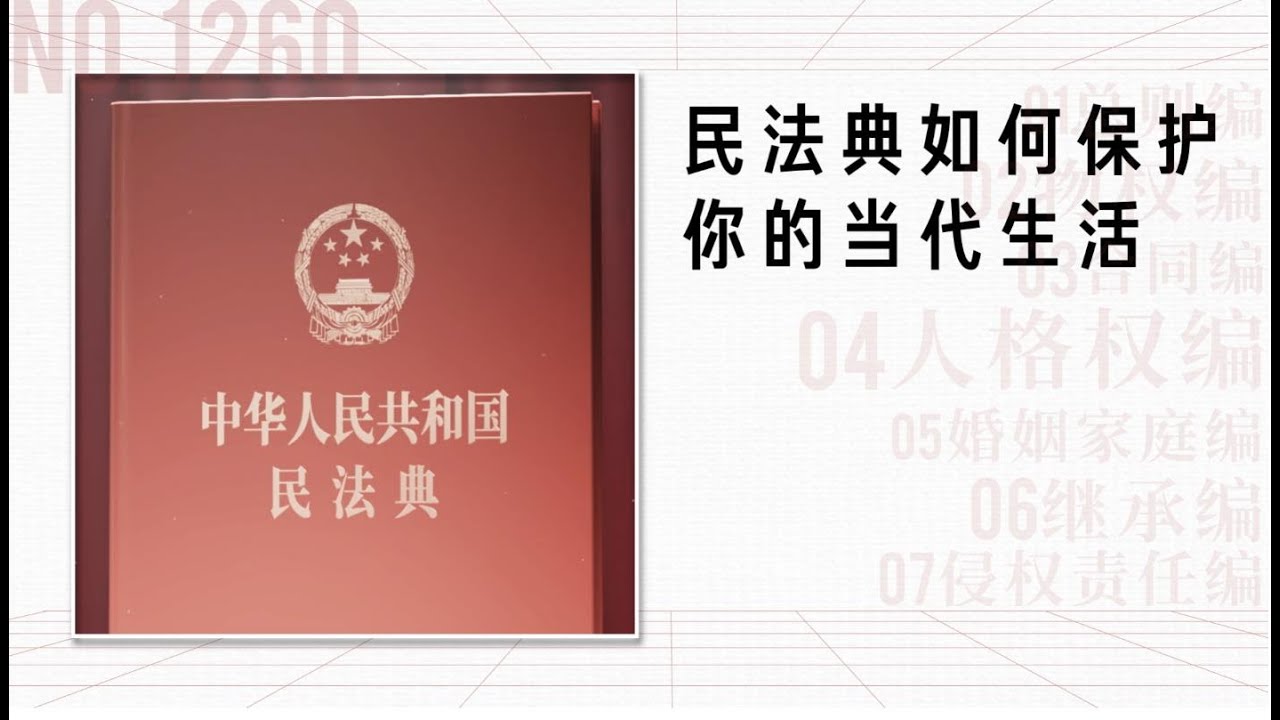 NO.1260
中华人民共和国
民法典
民法典如何保护
你的当代生活
01总则编
02物权编
03合同编
04人格权编
05婚姻家庭编
06继承编
07侵权责任编